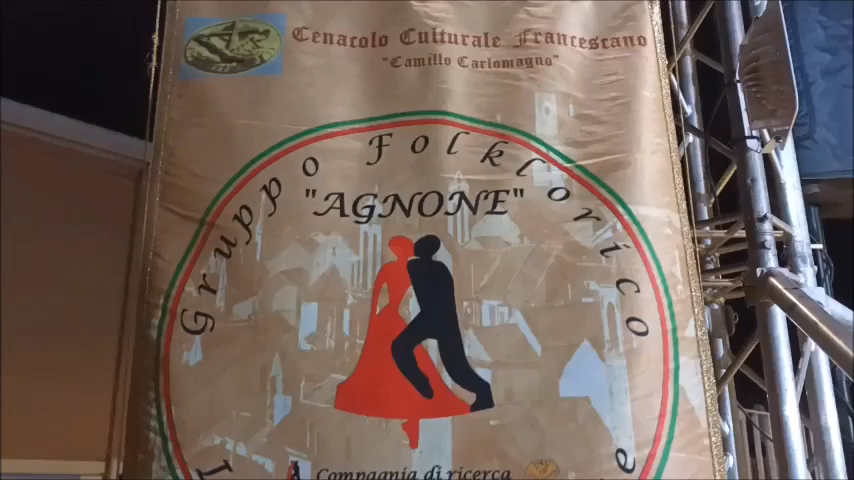 Cenacolo Culturale Francescano
"Camillo Carlomagno"
Gruppo Folklorico
"AGNONE"
Compagnia di ricerca